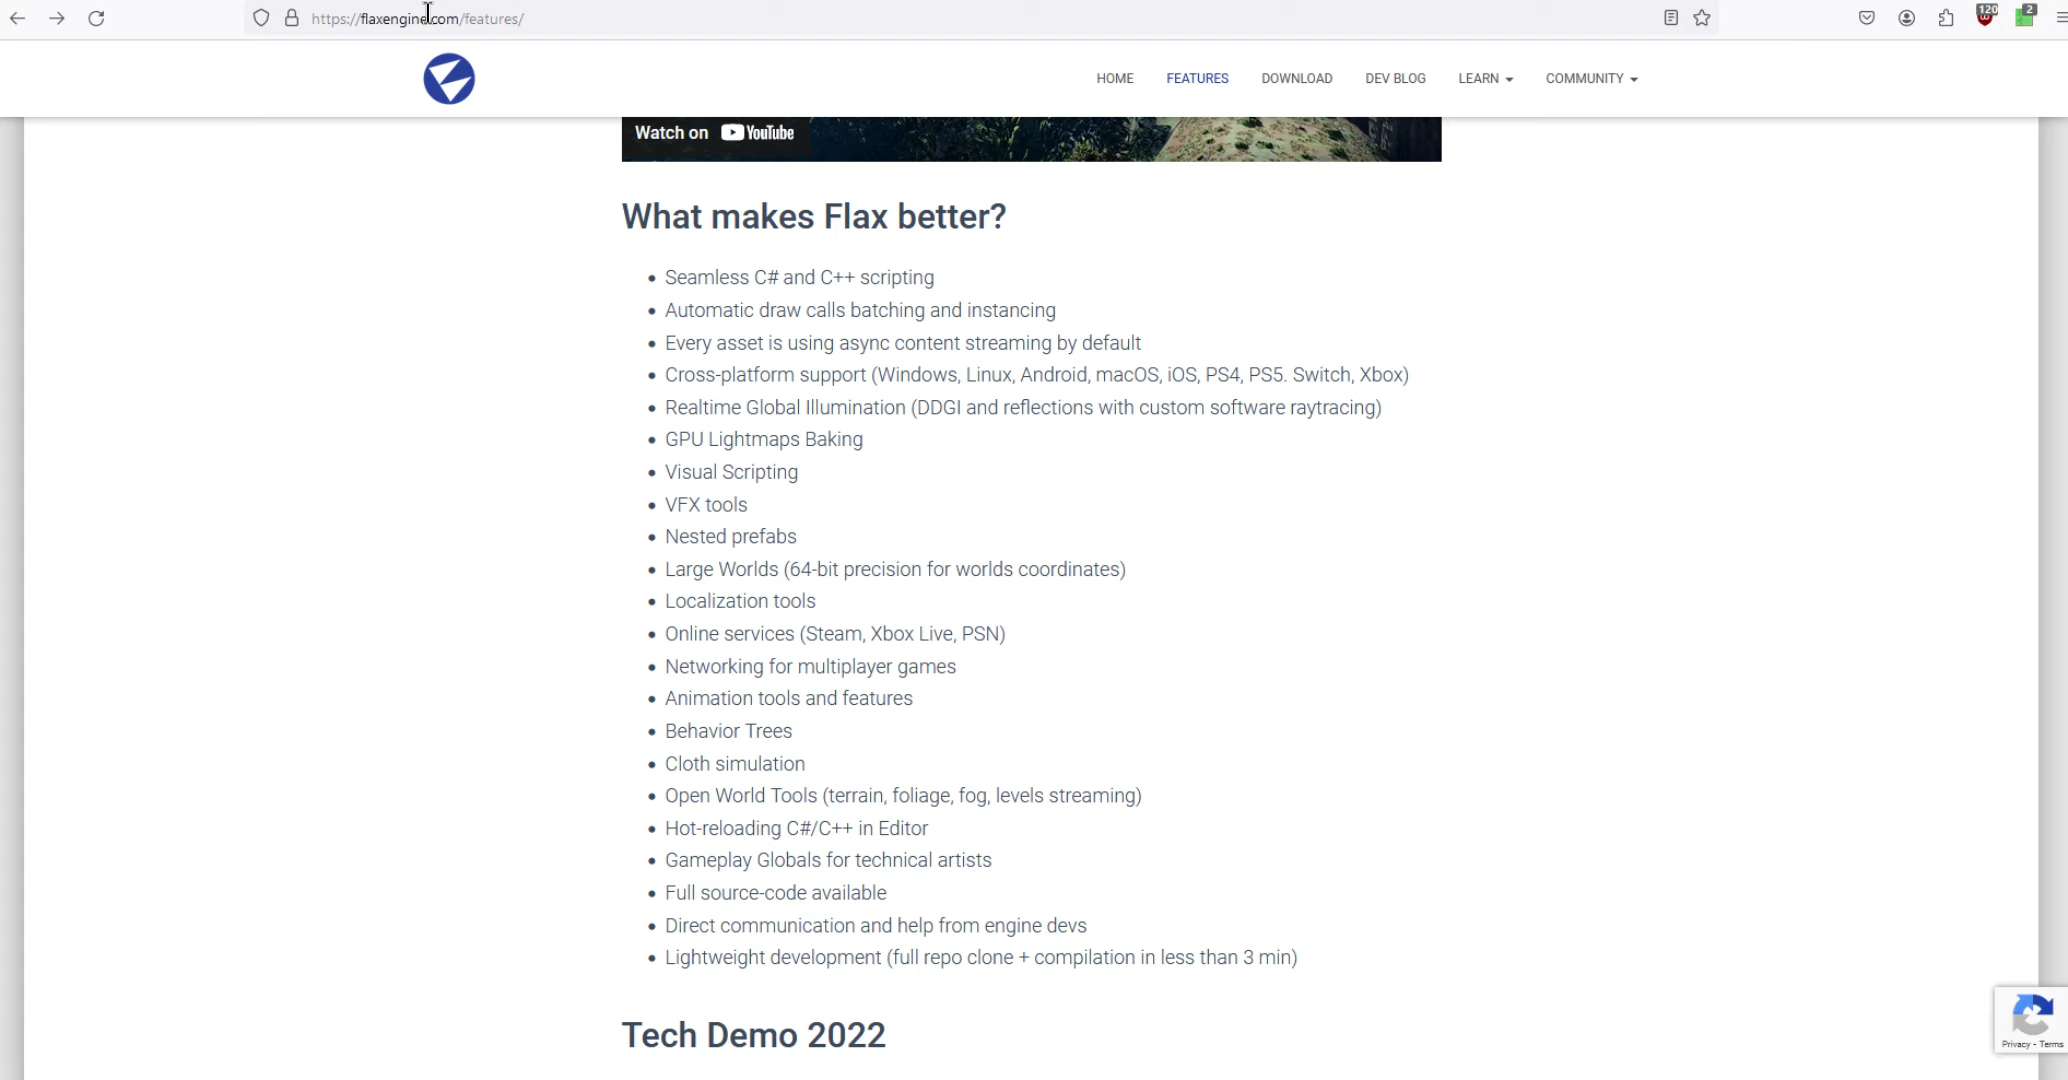 https://flaxengine.com/features/
120
2
HOME
FEATURES
DOWNLOAD
DEV BLOG
LEARN
COMMUNITY
Watch on YouTube
What makes Flax better?
Seamless C# and C++ scripting
Automatic draw calls batching and instancing
Every asset is using async content streaming by default
Cross-platform support (Windows, Linux, Android, macOS, iOS, PS4, PS5. Switch, Xbox)
Realtime Global Illumination (DDGI and reflections with custom software raytracing)
GPU Lightmaps Baking
Visual Scripting
VFX tools
Nested prefabs
Large Worlds (64-bit precision for worlds coordinates)
Localization tools
Online services (Steam, Xbox Live, PSN)
Networking for multiplayer games
Animation tools and features
Behavior Trees
Cloth simulation
Open World Tools (terrain, foliage, fog, levels streaming)
Hot-reloading C#/C++ in Editor
Gameplay Globals for technical artists
Full source-code available
Direct communication and help from engine devs
Lightweight development (full repo clone + compilation in less than 3 min)
Tech Demo 2022
Privacy - Terms